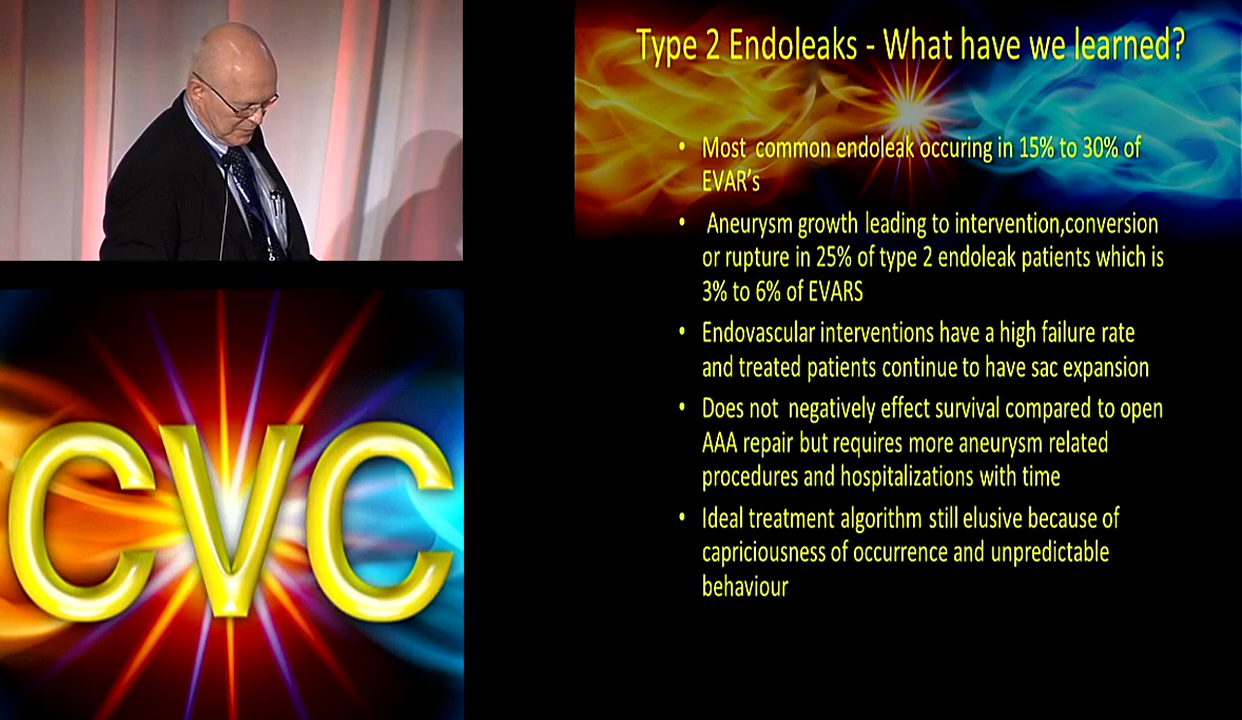 Type 2 Endoleaks - What have we learned?
• Most common endoleak occuring in 15% to 30% of
EVAR's
• Aneurysm growth leading to intervention,conversion
or rupture in 25% of type 2 endoleak patients which is
3% to 6% of EVARS
• Endovascular interventions have a high failure rate
and treated patients continue to have sac expansion
• Does not negatively effect survival compared to open
AAA repair but requires more aneurysm related
procedures and hospitalizations with time
• Ideal treatment algorithm still elusive because of
capriciousness of occurrence and unpredictable
behaviour
CVC